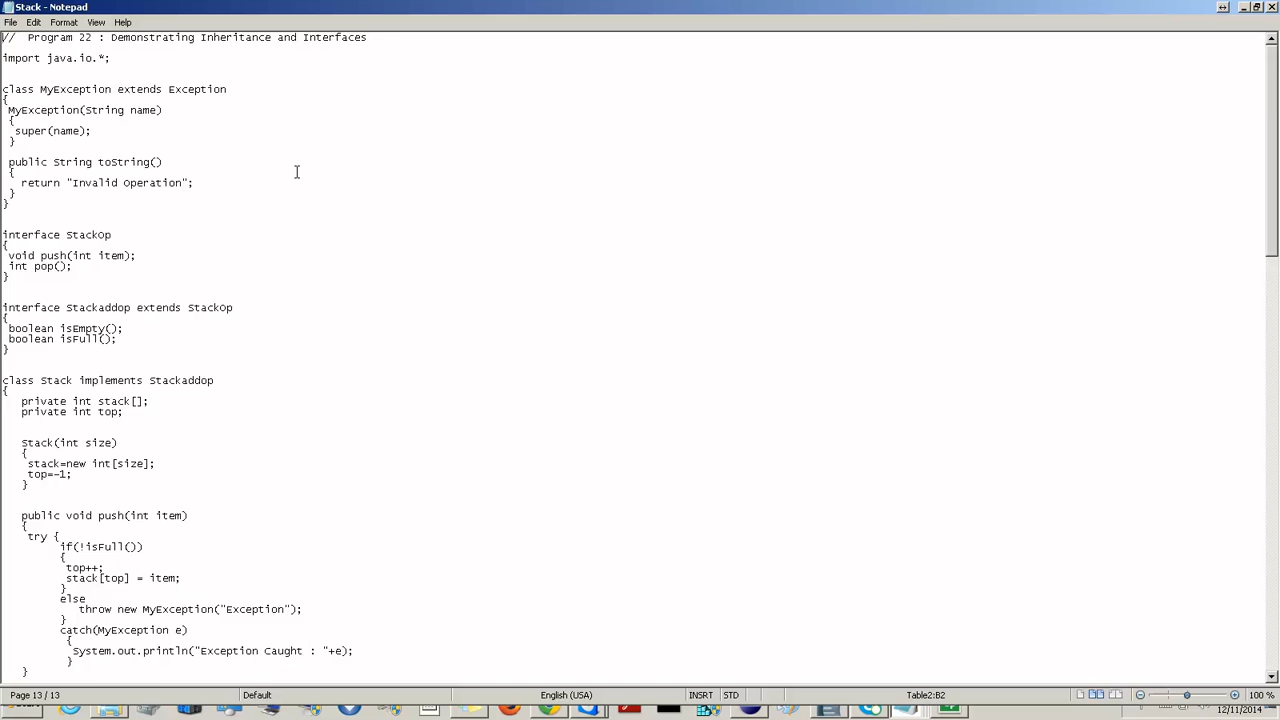 Stack - Notepad
File Edit Format View Help
// Program 22 : Demonstrating Inheritance and Interfaces
import java.io.*;
class MyException extends Exception
{
MyException(String name)
{
super(name);
}
public String toString()
{
return "Invalid Operation";
}
}
interface StackOp
{
void push(int item);
int pop();
}
interface Stackaddop extends StackOp
{
boolean isEmpty();
boolean isFull();
}
class Stack implements Stackaddop
{
private int stack[];
private int top;
Stack(int size)
{
stack=new int[size];
top=-1;
}
public void push(int item)
{
try {
if(!isFull())
{
top++;
stack[top] = item;
}
else
throw new MyException("Exception");
}
catch(MyException e)
{
System.out.println("Exception Caught : "+e);
}
}
Page 13 / 13 Default English (USA) INSRT STD Table2:B2 100 %
12/11/2014